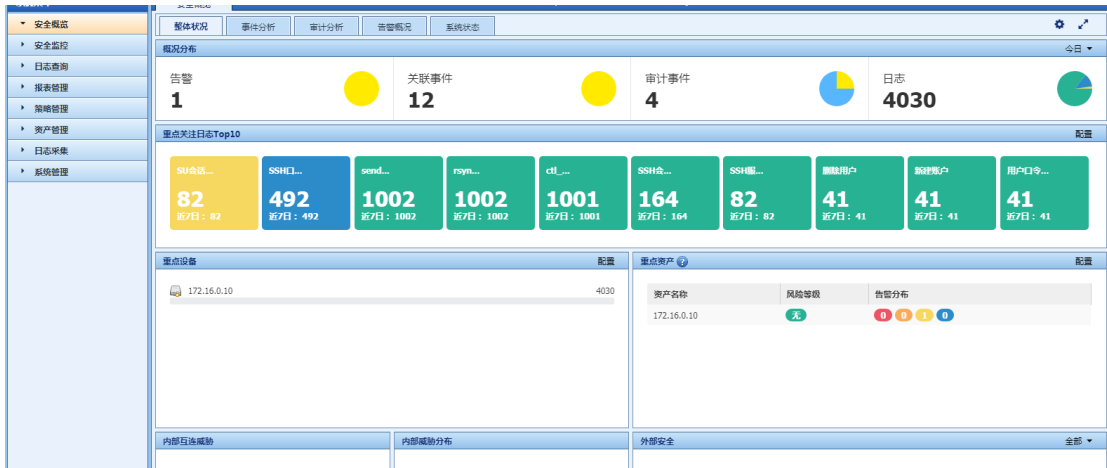 安全概览
整体状况 事件分析 审计分析 告警概况 系统状态
安全概览
安全监控
日志查询
报表管理
策略管理
资产管理
日志采集
系统管理
概况分布 今日
告警
1
关联事件
12
审计事件
4
日志
4030
重点关注日志Top10 配置
SU会话...
82
近7日： 82
SSH口...
492
近7日： 492
send...
1002
近7日： 1002
rsyn...
1002
近7日： 1002
ctl_...
1001
近7日： 1001
SSH会...
164
近7日： 164
SSH服...
82
近7日： 82
删除用户
41
近7日： 41
新建账户
41
近7日： 41
用户口令...
41
近7日： 41
重点设备 配置
172.16.0.10 4030
重点资产 ? 配置
资产名称 风险等级 告警分布
172.16.0.10 无 0 0 1 0
内部互连威胁
内部威胁分布
外部安全 全部